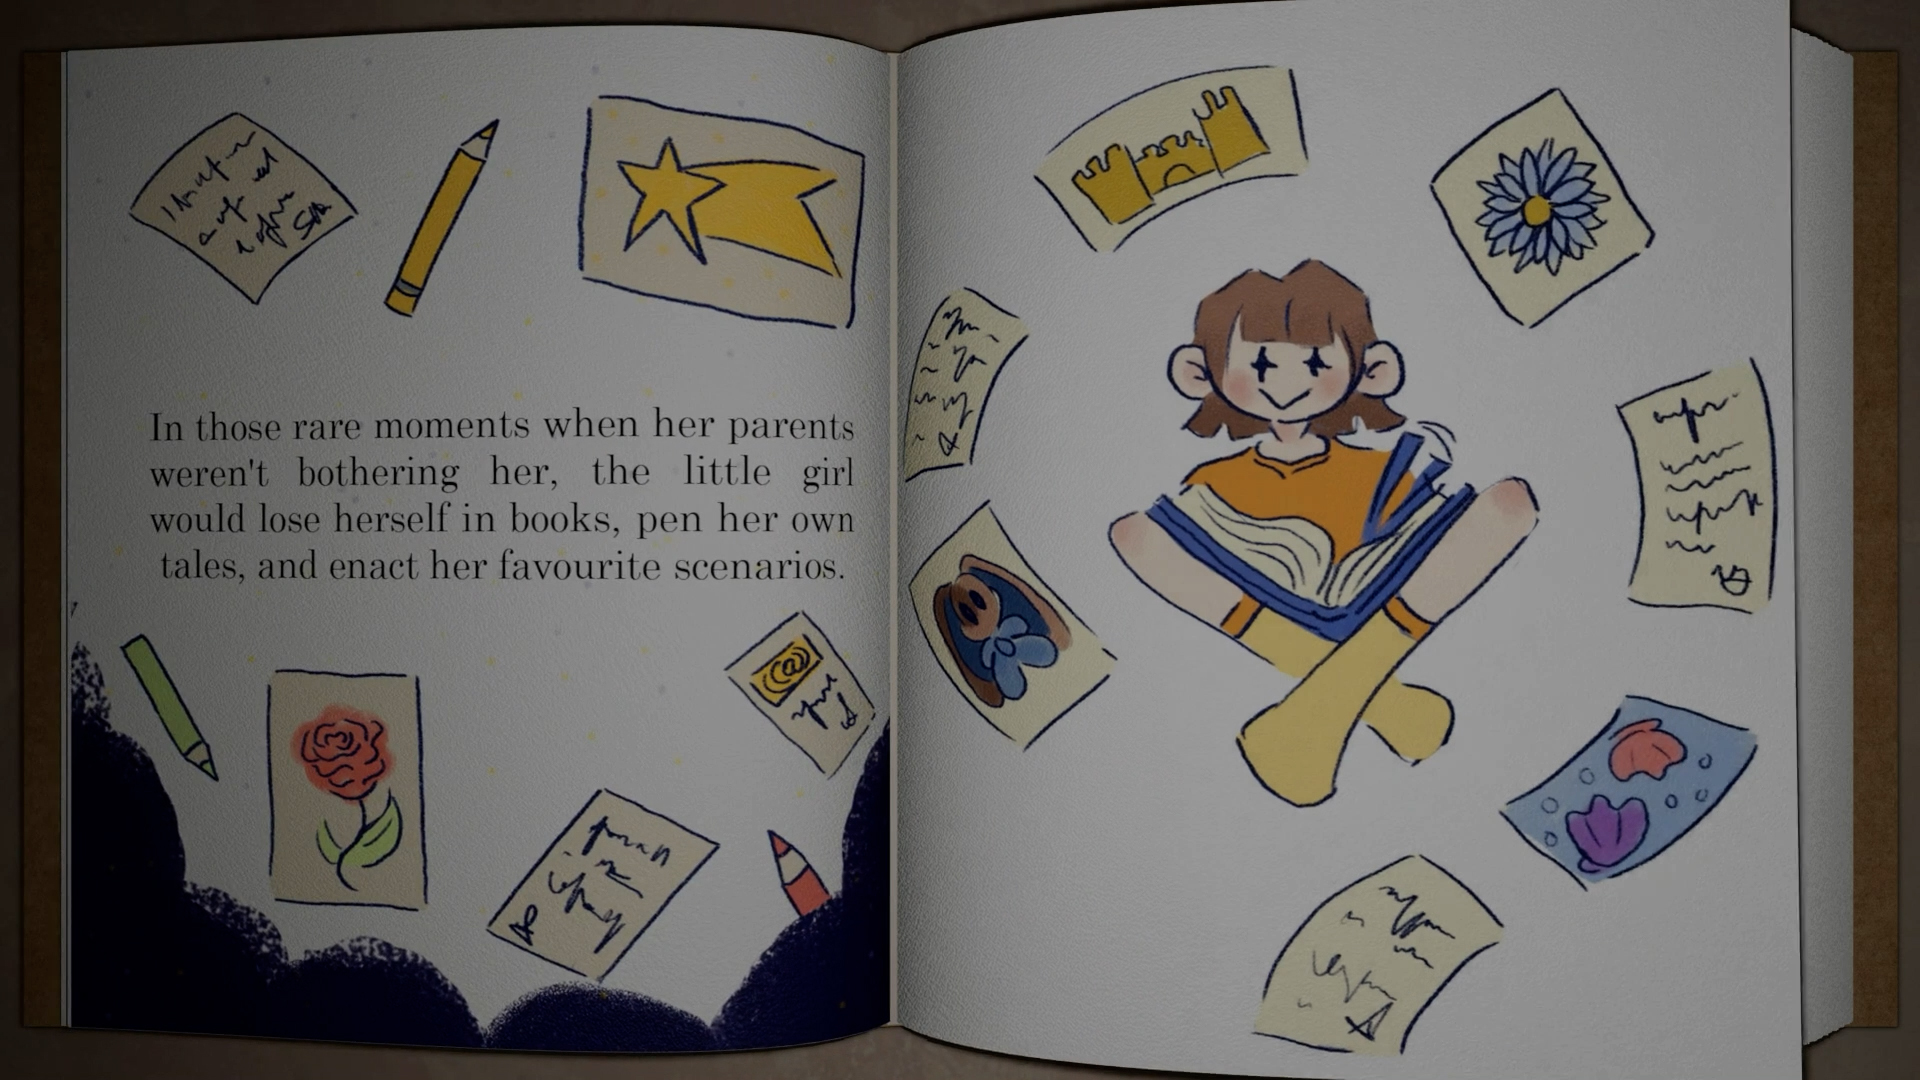 In those rare moments when her parents
weren't bothering her, the little girl
would lose herself in books, pen her own
tales, and enact her favourite scenarios.